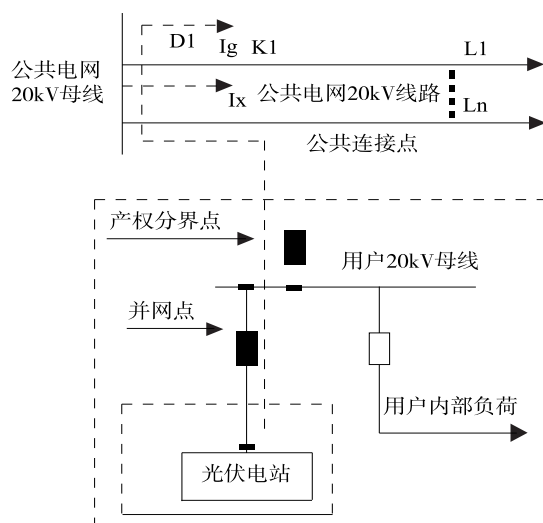 D1
Ig K1
L1
公共电网
20kV母线
Ix
公共电网20kV线路
Ln
公共连接点
产权分界点
用户20kV母线
并网点
用户内部负荷
光伏电站